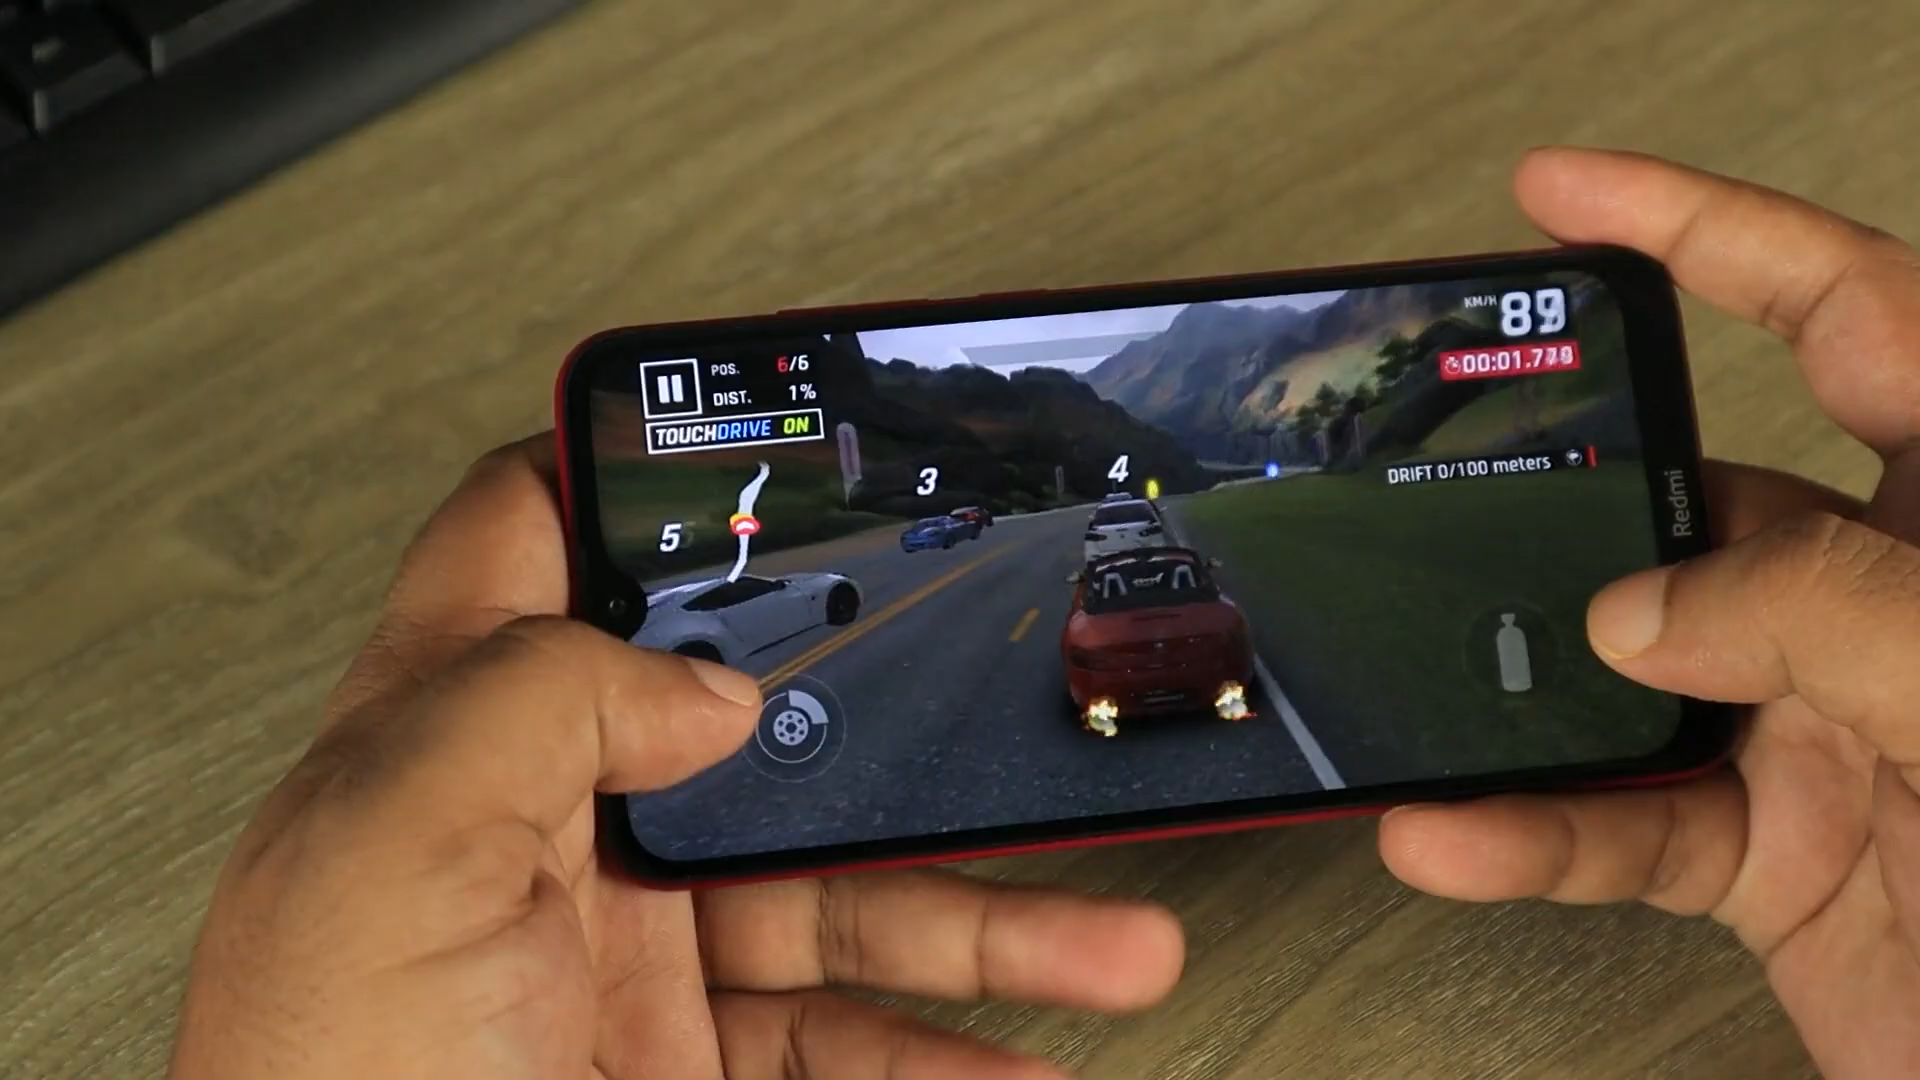 POS. 6/6
DIST. 1%
TOUCHDRIVE ON
KM/H 89
00:01.778
DRIFT 0/100 meters
3
4
5
Redmi